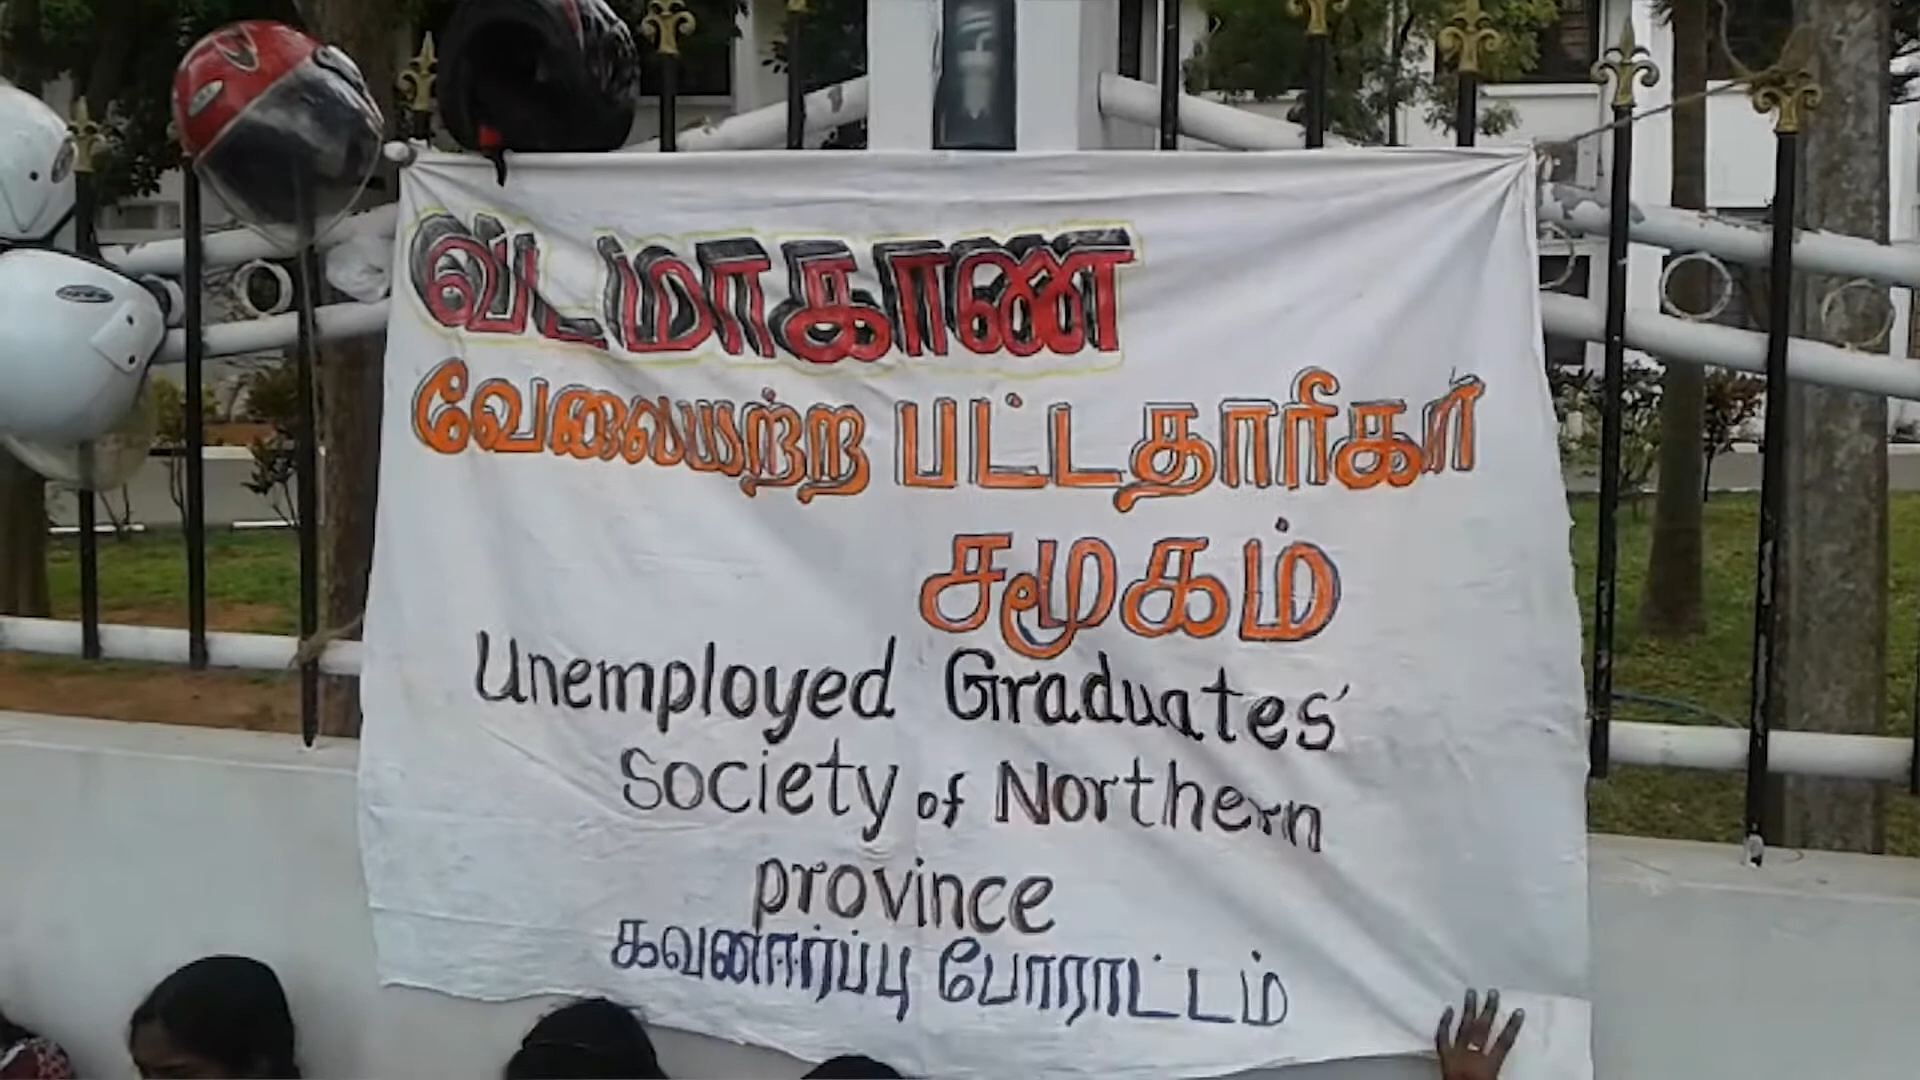 வடமாகாண
வேலையற்ற பட்டதாரிகள்
சமூகம்
Unemployed Graduates'
Society of Northern
province
கவனஈர்ப்பு போராட்டம்